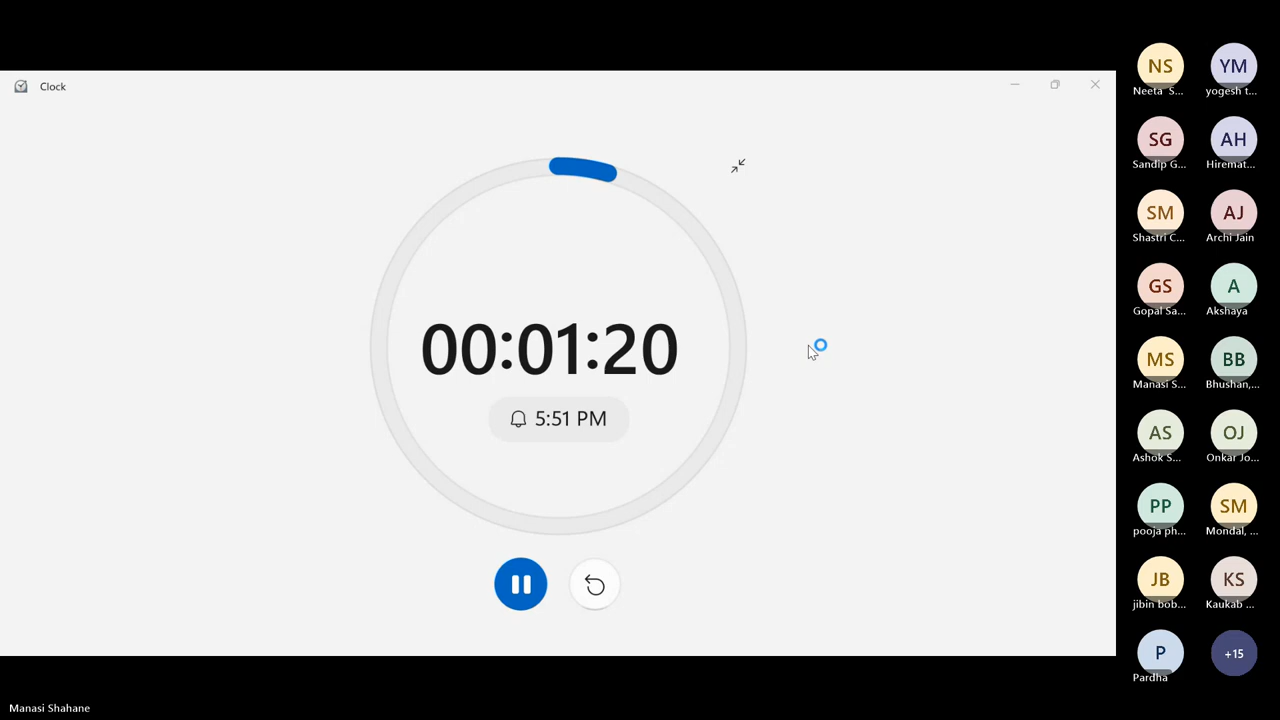 Clock
00:01:20
5:51 PM
NS YM
Neeta S... yogesh t...
SG AH
Sandip G... Hiremat...
SM AJ
Shastri C... Archi Jain
GS A
Gopal Sa... Akshaya
MS BB
Manasi S... Bhushan,...
AS OJ
Ashok S... Onkar Jo...
PP SM
pooja ph... Mondal, ...
JB KS
jibin bob... Kaukab ...
P +15
Pardha
Manasi Shahane